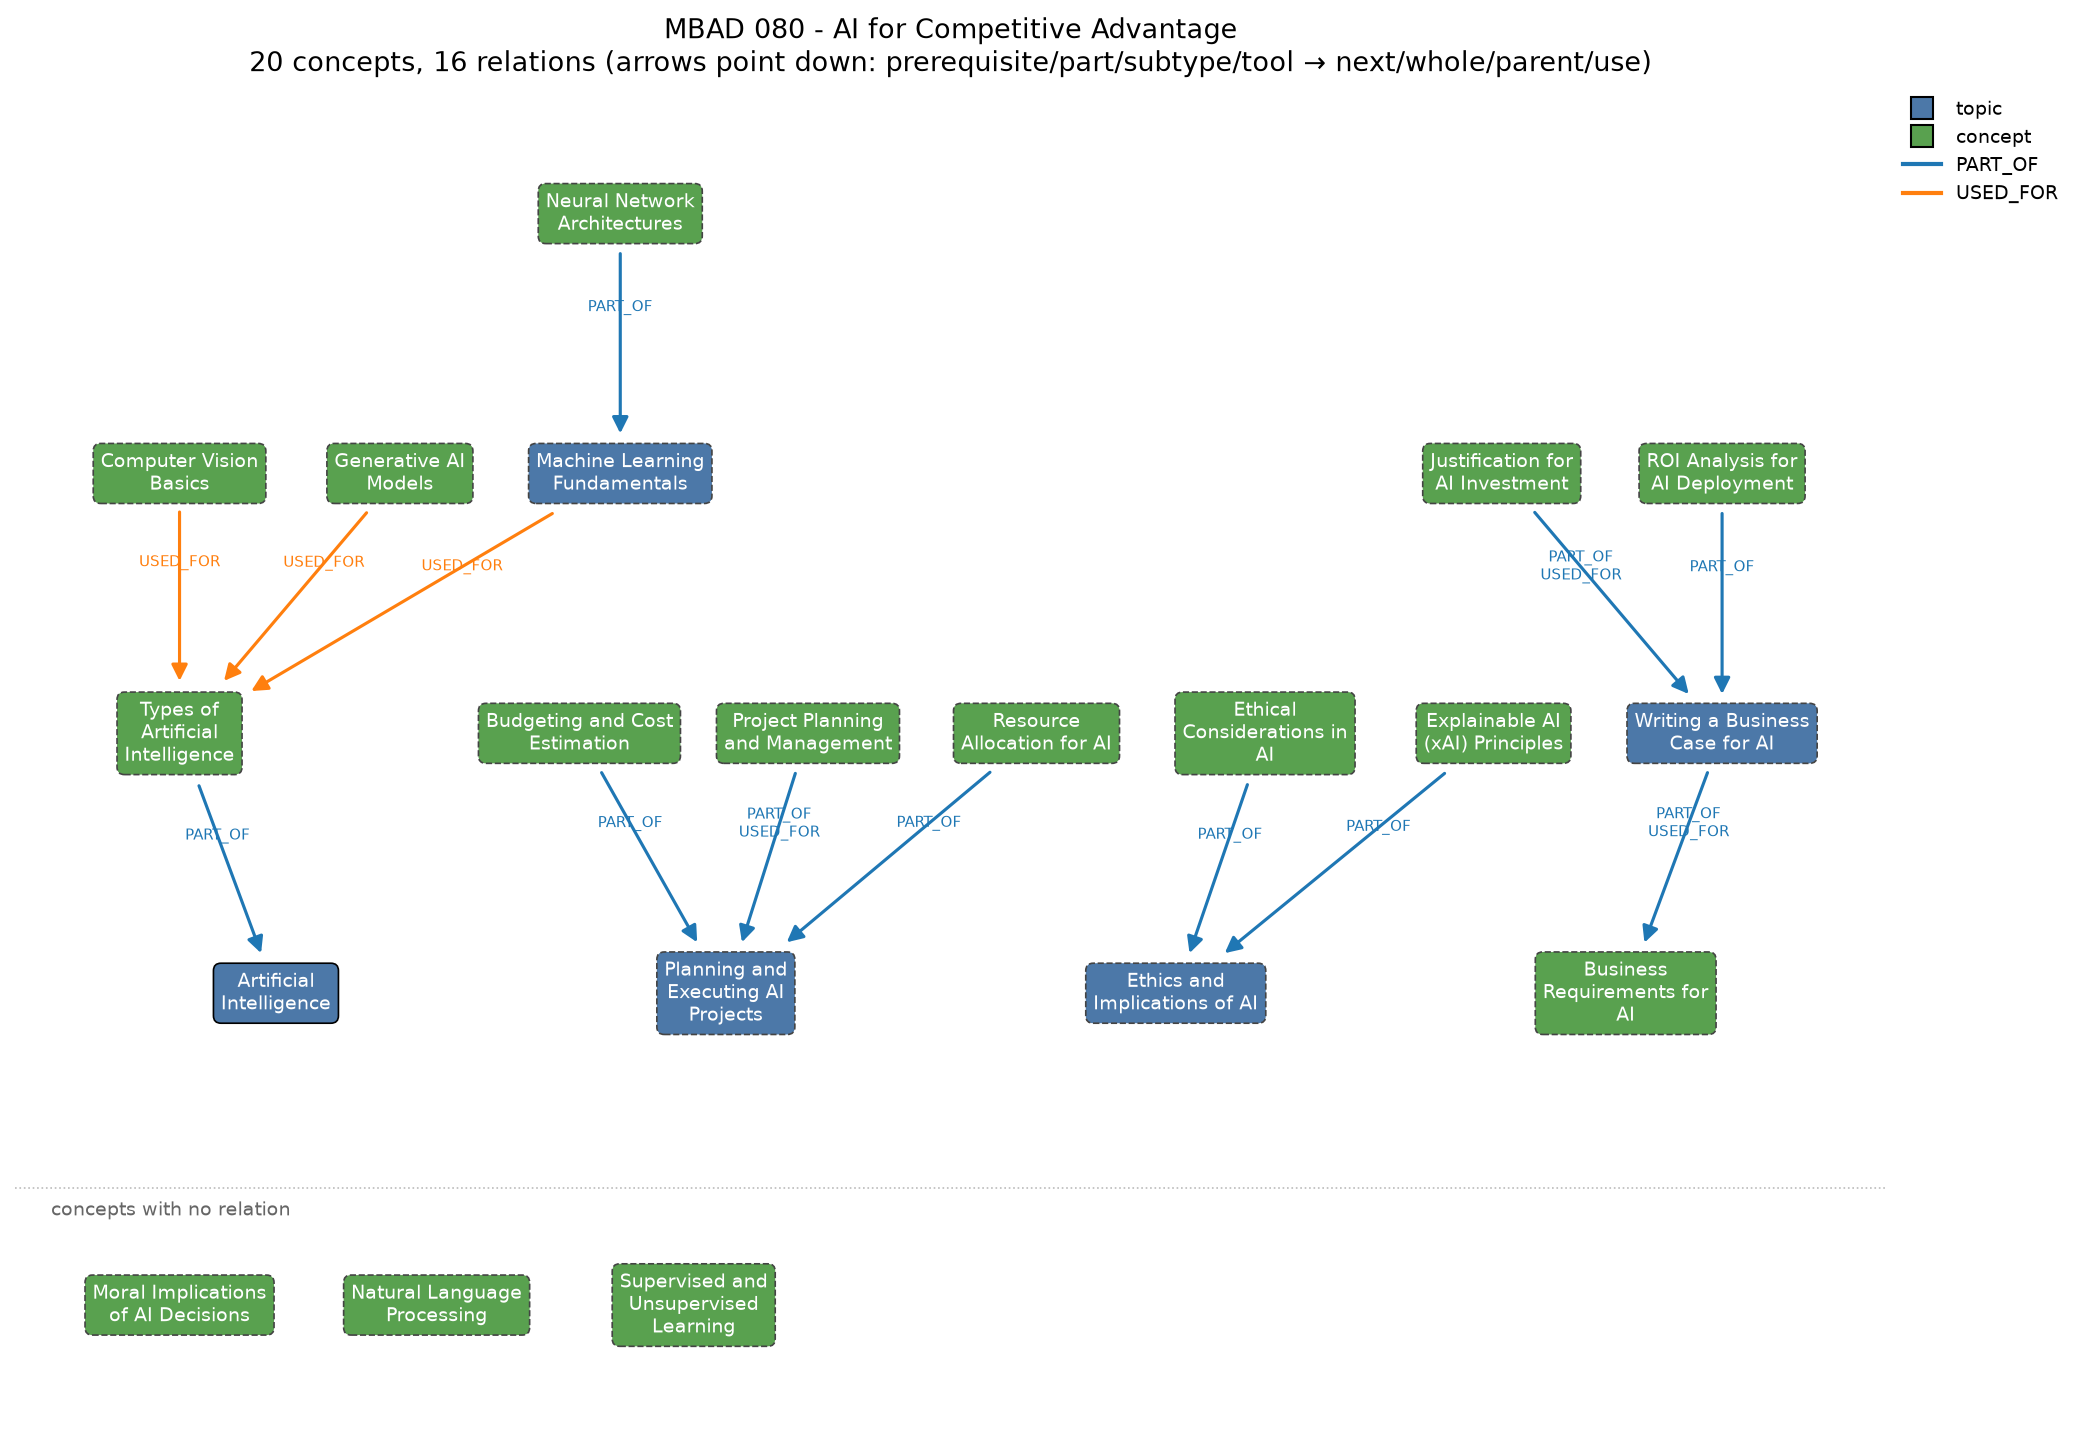 MBAD 080 - AI for Competitive Advantage
20 concepts, 16 relations (arrows point down: prerequisite/part/subtype/tool → next/whole/parent/use)
topic
concept
PART_OF
USED_FOR
Neural Network
Architectures
PART_OF
Computer Vision
Basics
Generative AI
Models
Machine Learning
Fundamentals
Justification for
AI Investment
ROI Analysis for
AI Deployment
USED_FOR
USED_FOR
USED_FOR
PART_OF
USED_FOR
PART_OF
Types of
Artificial
Intelligence
Budgeting and Cost
Estimation
Project Planning
and Management
Resource
Allocation for AI
Ethical
Considerations in
AI
Explainable AI
(xAI) Principles
Writing a Business
Case for AI
PART_OF
PART_OF
PART_OF
USED_FOR
PART_OF
PART_OF
PART_OF
PART_OF
USED_FOR
Artificial
Intelligence
Planning and
Executing AI
Projects
Ethics and
Implications of AI
Business
Requirements for
AI
concepts with no relation
Moral Implications
of AI Decisions
Natural Language
Processing
Supervised and
Unsupervised
Learning